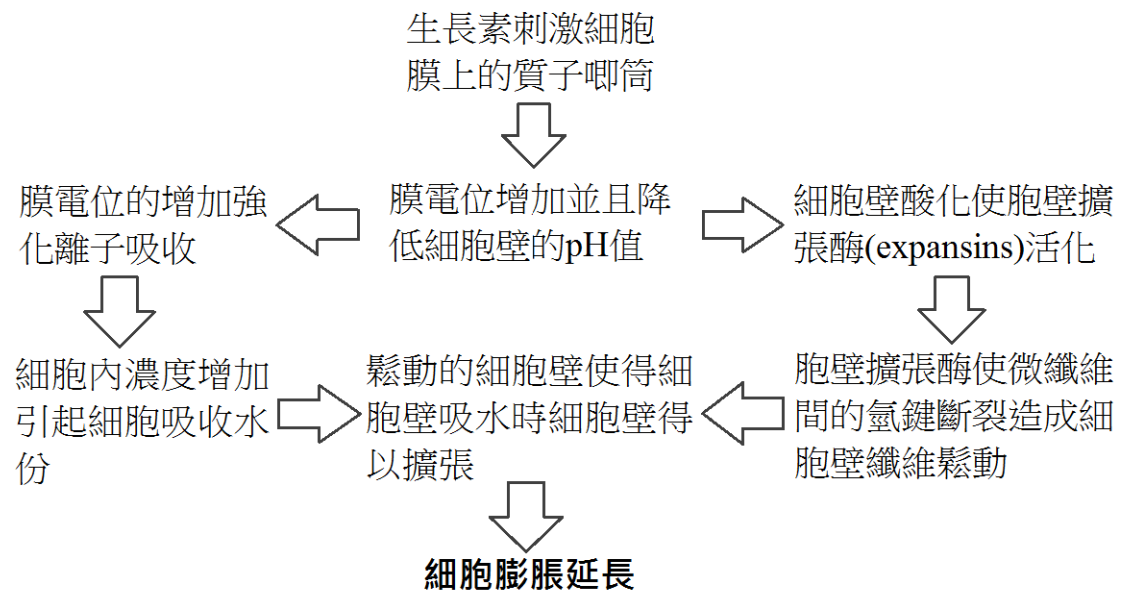 生長素刺激細胞
膜上的質子唧筒
膜電位的增加強
化離子吸收
膜電位增加並且降
低細胞壁的pH值
細胞壁酸化使胞壁擴
張酶(expansins)活化
細胞內濃度增加
引起細胞吸收水
份
鬆動的細胞壁使得細
胞壁吸水時細胞壁得
以擴張
胞壁擴張酶使微纖維
間的氫鍵斷裂造成細
胞壁纖維鬆動
細胞膨脹延長